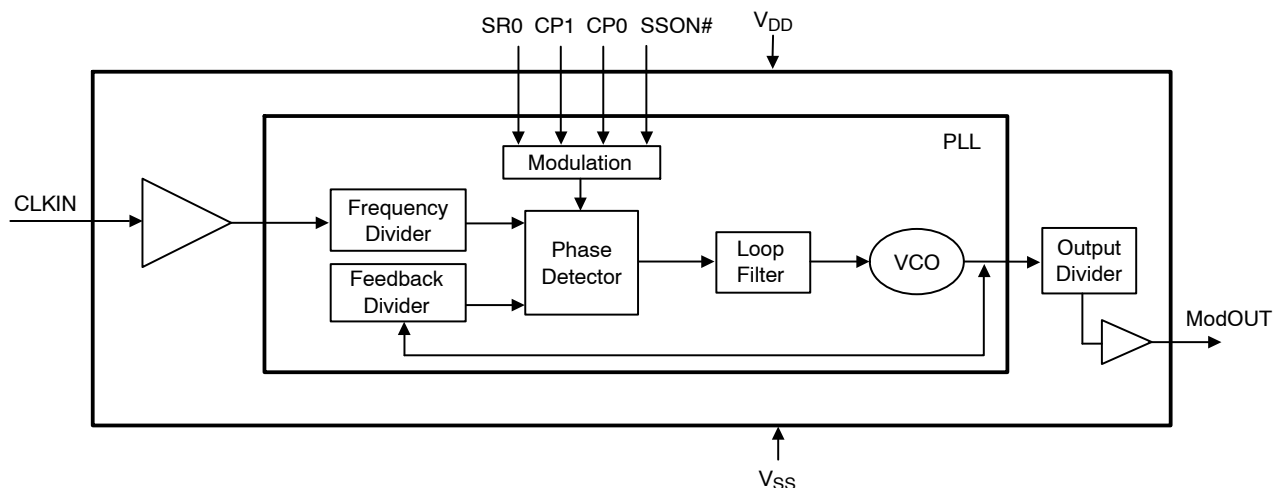 SR0 CP1 CP0 SSON#
VDD
PLL
Modulation
CLKIN
Frequency
Divider
Phase
Detector
Feedback
Divider
Loop
Filter
VCO
Output
Divider
ModOUT
VSS